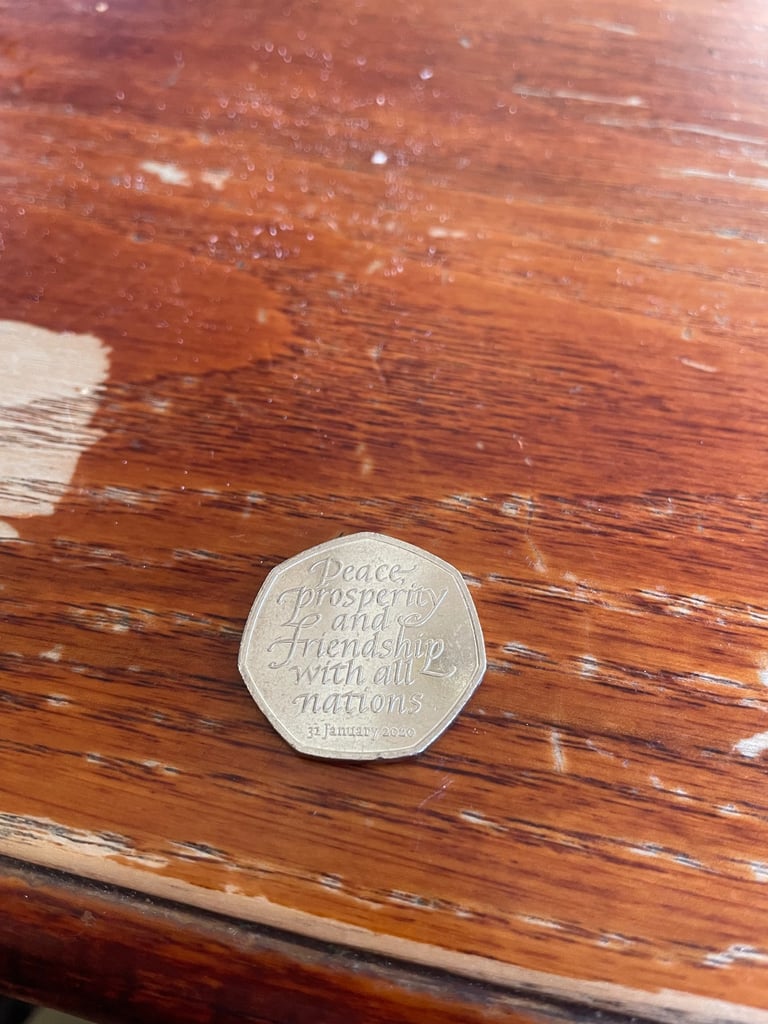 Peace,
prosperity
and
friendship
with all
nations
31 January 2020